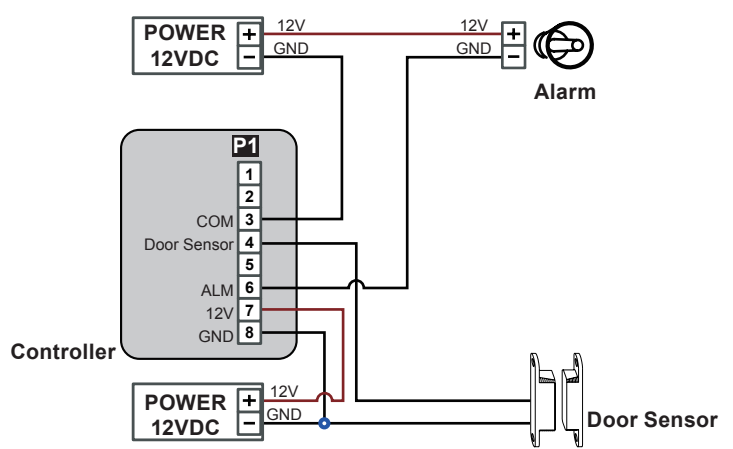 POWER + 12V 12V +
12VDC − GND GND −
Alarm
P1
1
2
COM 3
Door Sensor 4
5
ALM 6
12V 7
GND 8
Controller
POWER + 12V
12VDC − GND
Door Sensor